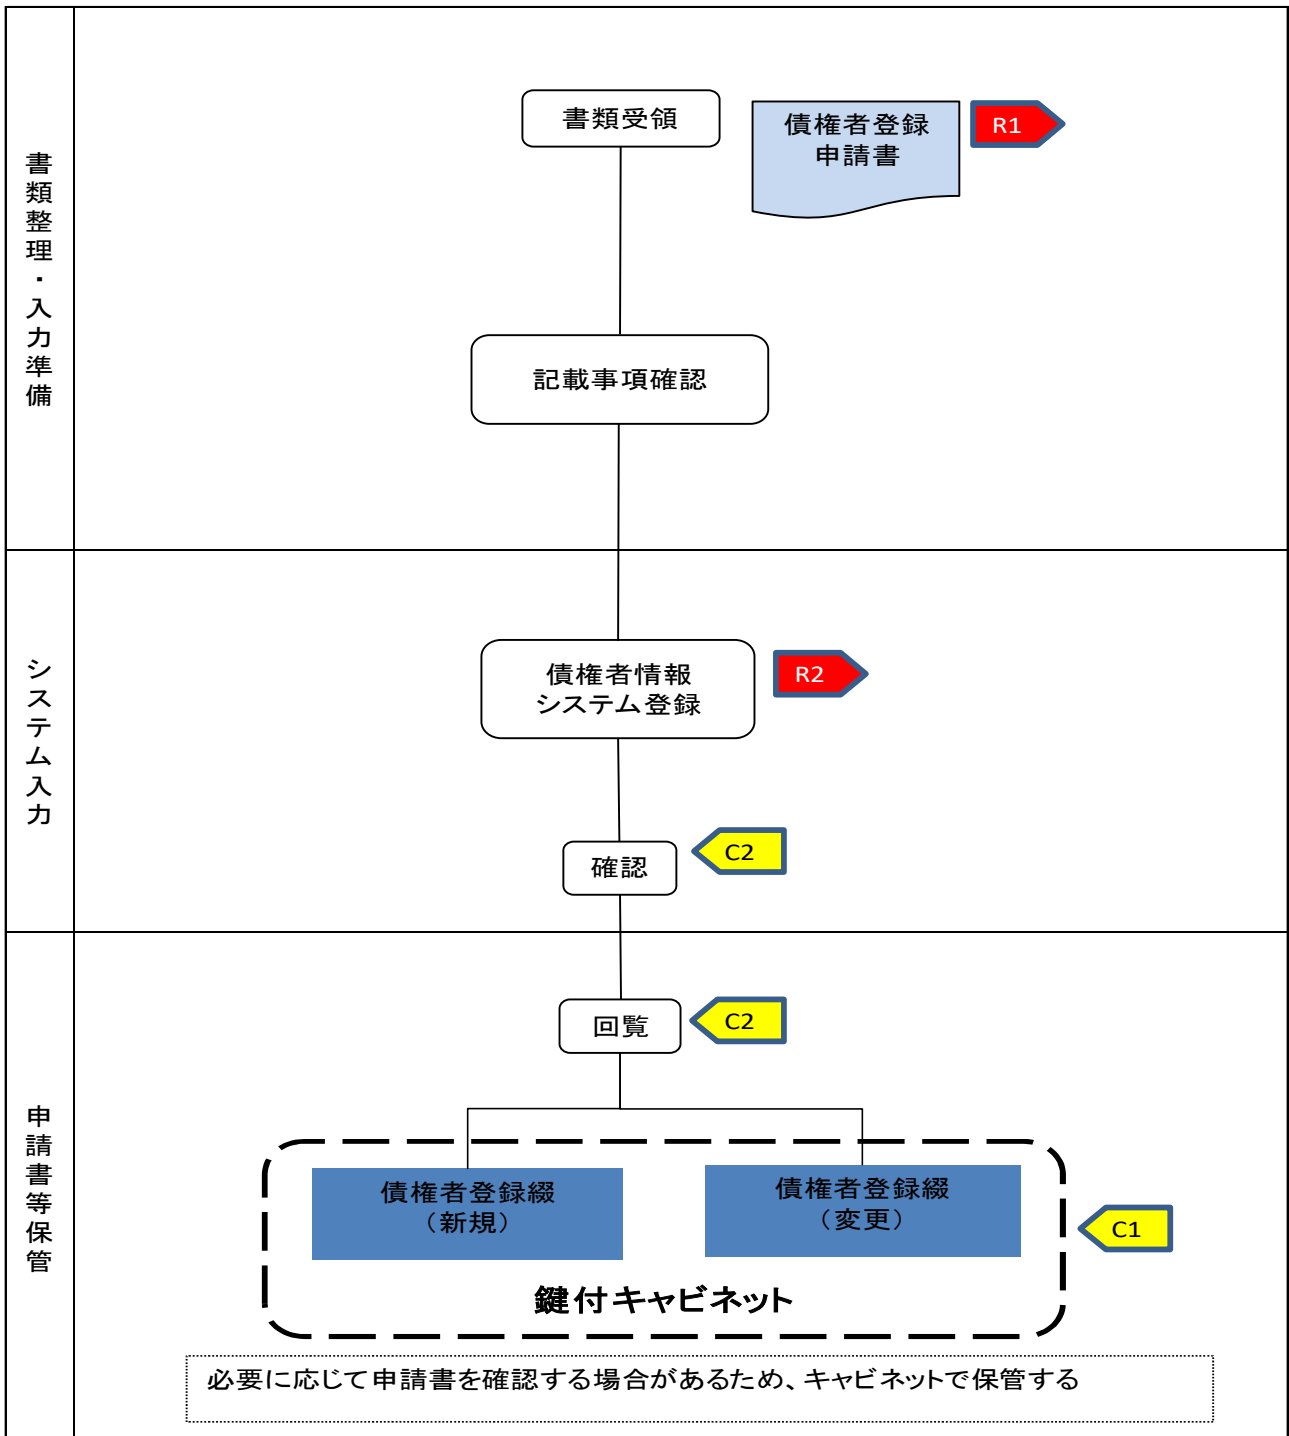 書類整理・入力準備
書類受領
債権者登録
申請書
R1
記載事項確認
システム入力
債権者情報
システム登録
R2
確認
C2
申請書等保管
回覧
C2
債権者登録綴
（新規）
債権者登録綴
（変更）
C1
鍵付キャビネット
必要に応じて申請書を確認する場合があるため、キャビネットで保管する